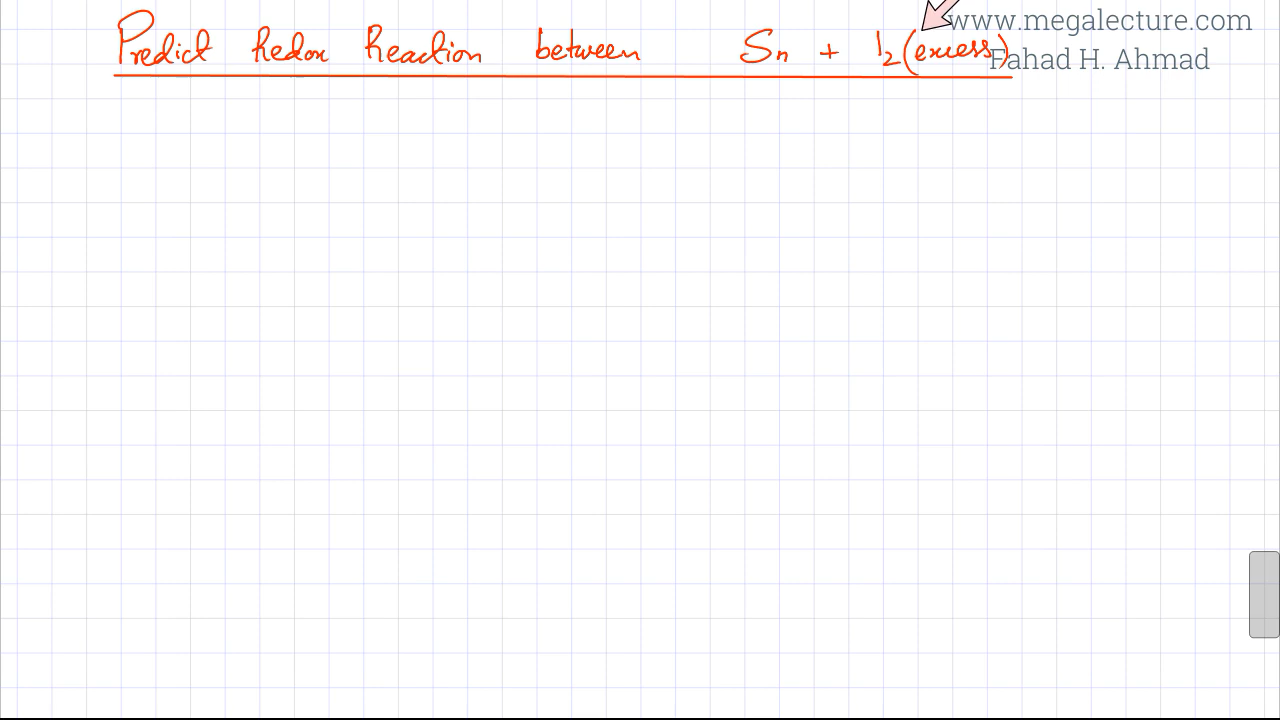 www.megalecture.com
Predict Redox Reaction between Sn + I2 (excess)
Fahad H. Ahmad